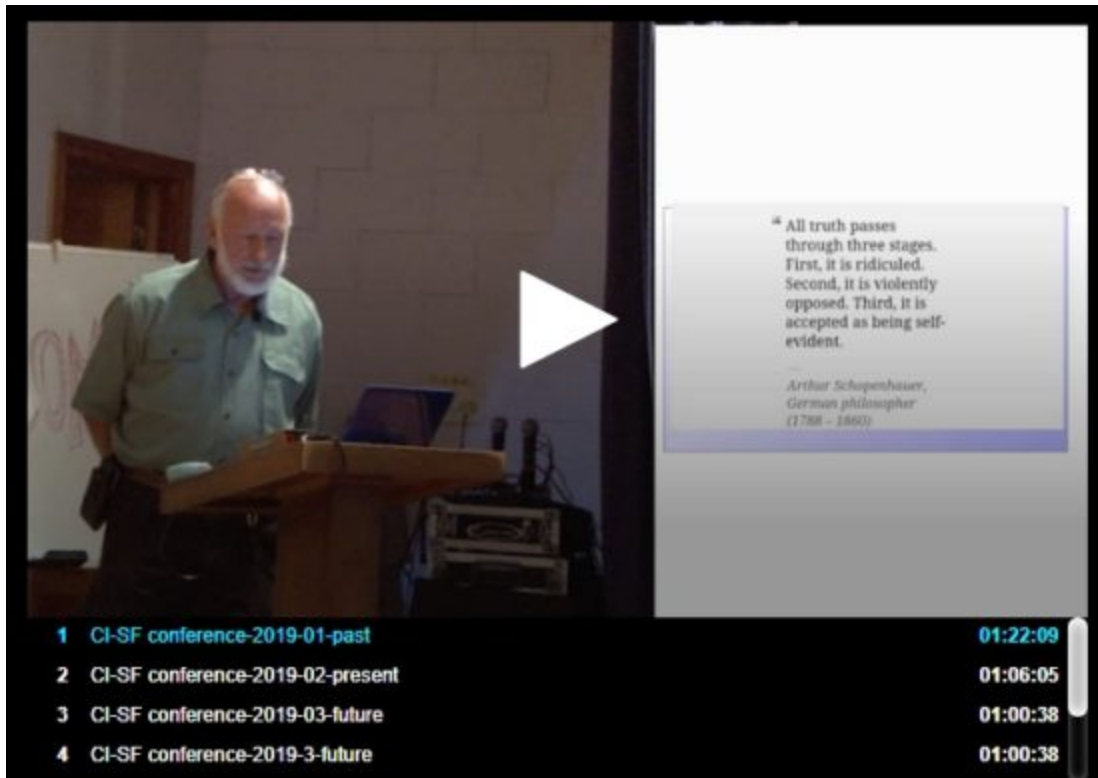 “ All truth passes
through three stages.
First, it is ridiculed.
Second, it is violently
opposed. Third, it is
accepted as being self-
evident.
Arthur Schopenhauer,
German philosopher
(1788 – 1860)
1 CI-SF conference-2019-01-past 01:22:09
2 CI-SF conference-2019-02-present 01:06:05
3 CI-SF conference-2019-03-future 01:00:38
4 CI-SF conference-2019-3-future 01:00:38